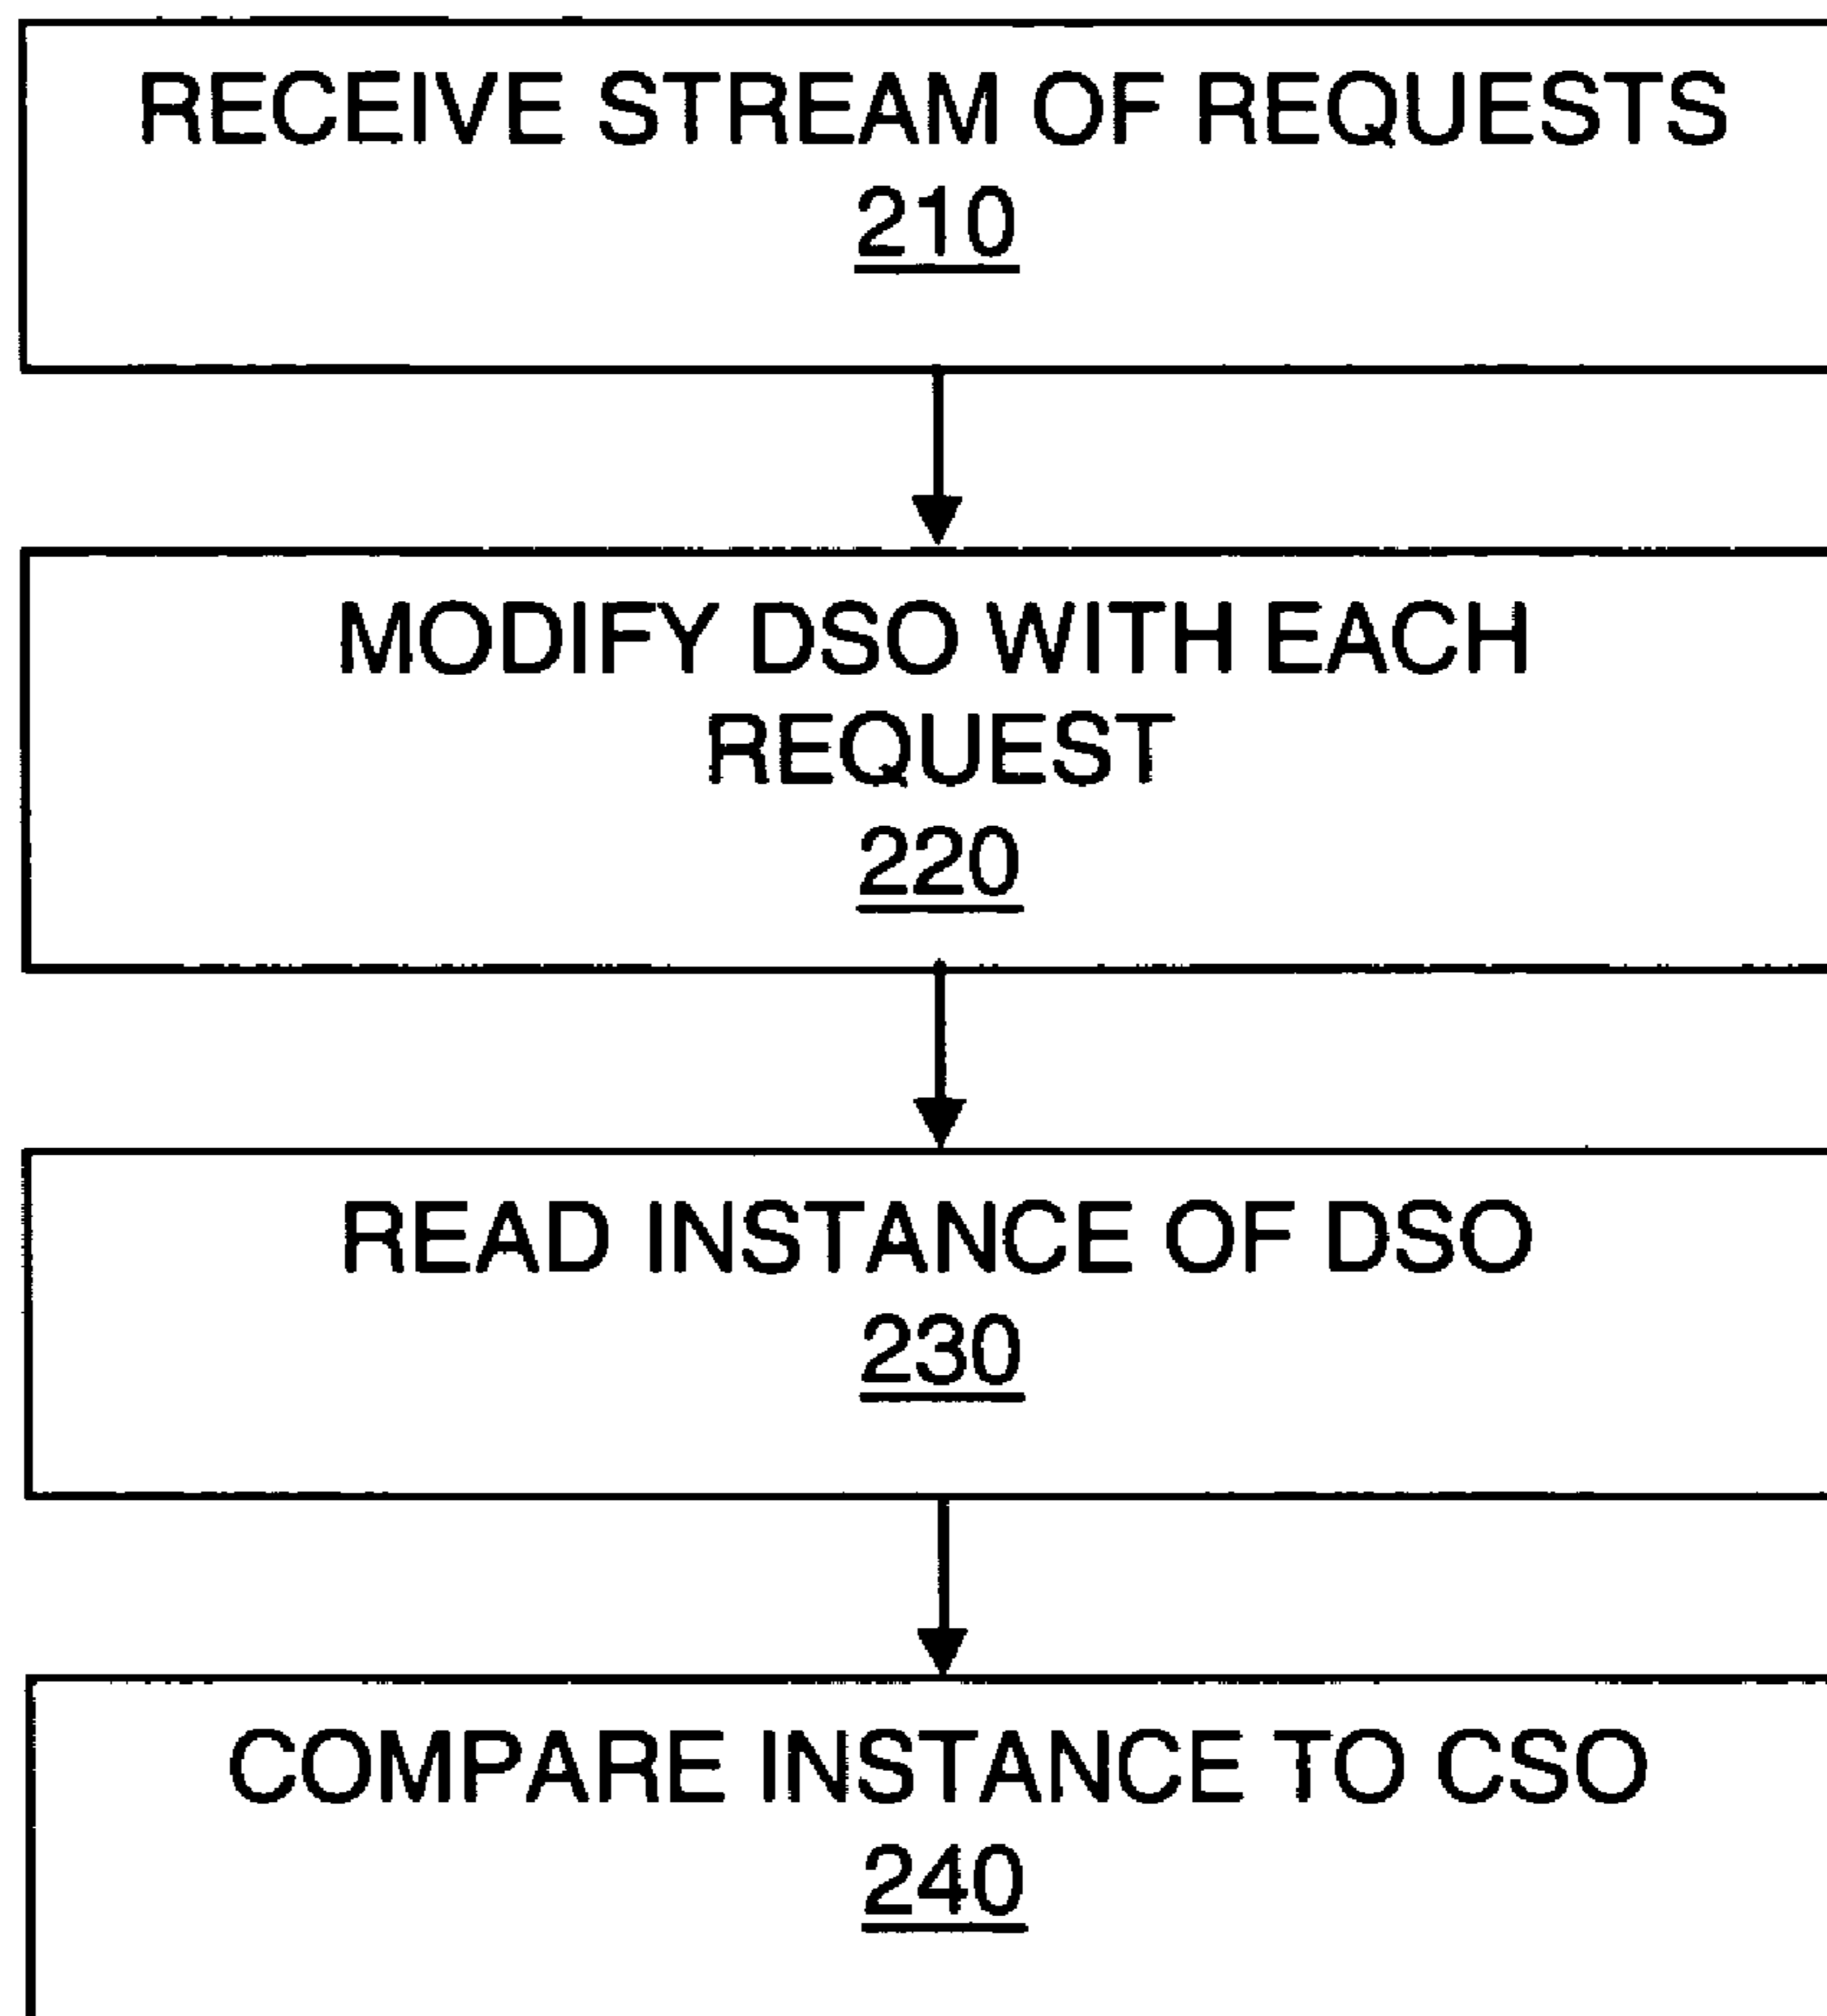 RECEIVE STREAM OF REQUESTS
210
MODIFY DSO WITH EACH
REQUEST
220
READ INSTANCE OF DSO
230
COMPARE INSTANCE TO CSO
240